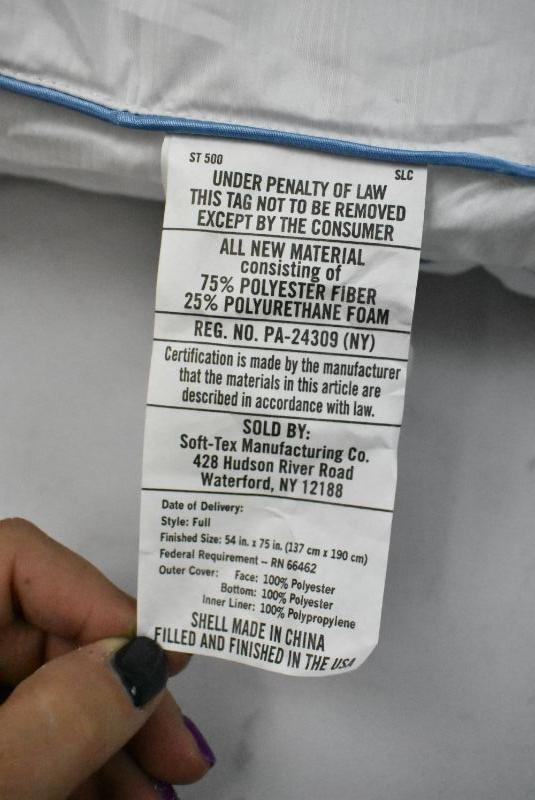 ST 500 SLC
UNDER PENALTY OF LAW
THIS TAG NOT TO BE REMOVED
EXCEPT BY THE CONSUMER
ALL NEW MATERIAL
consisting of
75% POLYESTER FIBER
25% POLYURETHANE FOAM
REG. NO. PA-24309 (NY)
Certification is made by the manufacturer
that the materials in this article are
described in accordance with law.
SOLD BY:
Soft-Tex Manufacturing Co.
428 Hudson River Road
Waterford, NY 12188
Date of Delivery:
Style: Full
Finished Size: 54 in. x 75 in. (137 cm x 190 cm)
Federal Requirement -- RN 66462
Outer Cover: Face: 100% Polyester
Bottom: 100% Polyester
Inner Liner: 100% Polypropylene
SHELL MADE IN CHINA
FILLED AND FINISHED IN THE USA